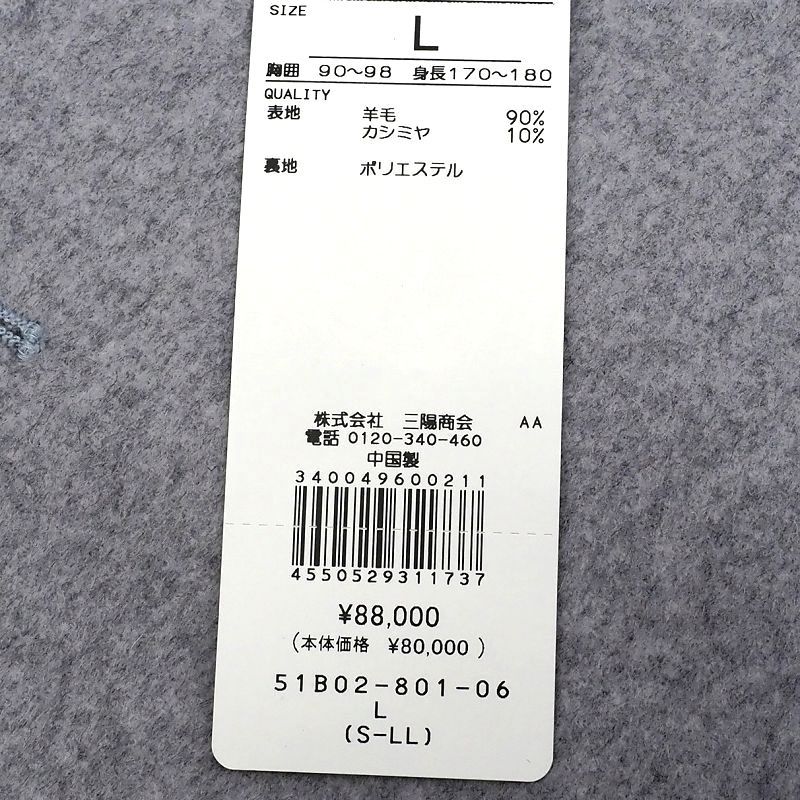 SIZE
L
胸囲 90～98 身長170～180
QUALITY
表地 羊毛 90%
カシミヤ 10%
裏地 ポリエステル
株式会社 三陽商会 AA
電話 0120-340-460
中国製
340049600211
4550529311737
¥88,000
(本体価格 ¥80,000 )
51B02-801-06
L
(S-LL)